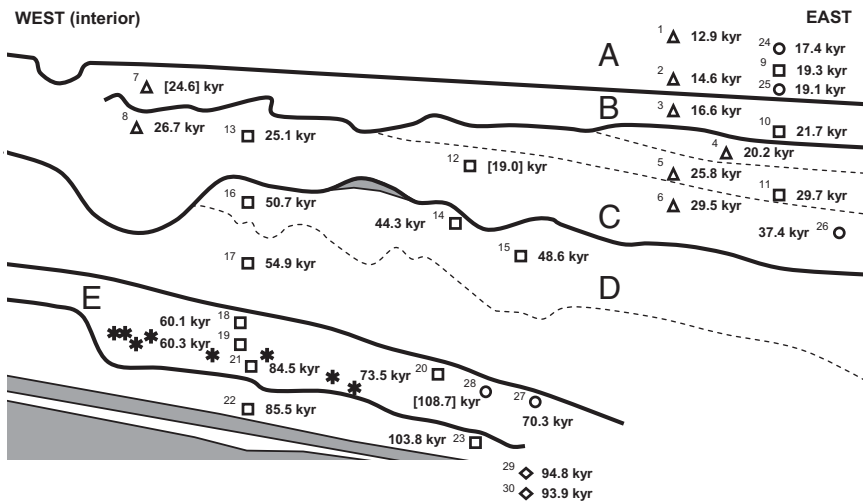 WEST (interior) EAST
1 12.9 kyr
A 24 17.4 kyr
9 19.3 kyr
2 14.6 kyr
7 [24.6] kyr 25 19.1 kyr
B 3 16.6 kyr
8 26.7 kyr 13 25.1 kyr 10 21.7 kyr
4 20.2 kyr
12 [19.0] kyr 5 25.8 kyr
11 29.7 kyr
16 50.7 kyr 6 29.5 kyr
44.3 kyr 14 C 37.4 kyr 26
15 48.6 kyr
17 54.9 kyr
D
E
60.1 kyr 18
60.3 kyr 19
21 84.5 kyr 73.5 kyr 20
28 [108.7] kyr 27 70.3 kyr
22 85.5 kyr
103.8 kyr 23
29 94.8 kyr
30 93.9 kyr